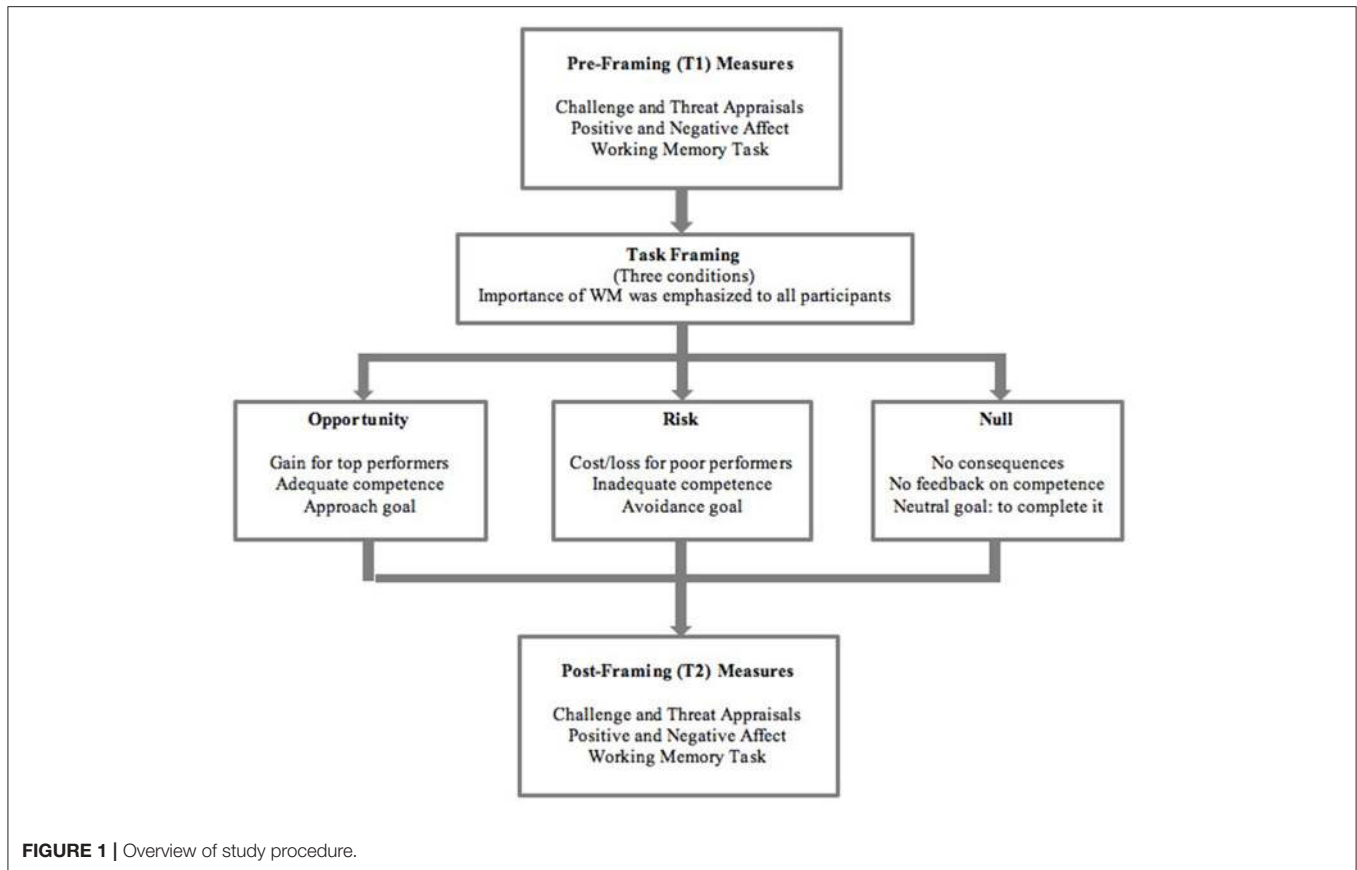 Pre-Framing (T1) Measures
Challenge and Threat Appraisals
Positive and Negative Affect
Working Memory Task
Task Framing
(Three conditions)
Importance of WM was emphasized to all participants
Opportunity
Gain for top performers
Adequate competence
Approach goal
Risk
Cost/loss for poor performers
Inadequate competence
Avoidance goal
Null
No consequences
No feedback on competence
Neutral goal: to complete it
Post-Framing (T2) Measures
Challenge and Threat Appraisals
Positive and Negative Affect
Working Memory Task
FIGURE 1 | Overview of study procedure.